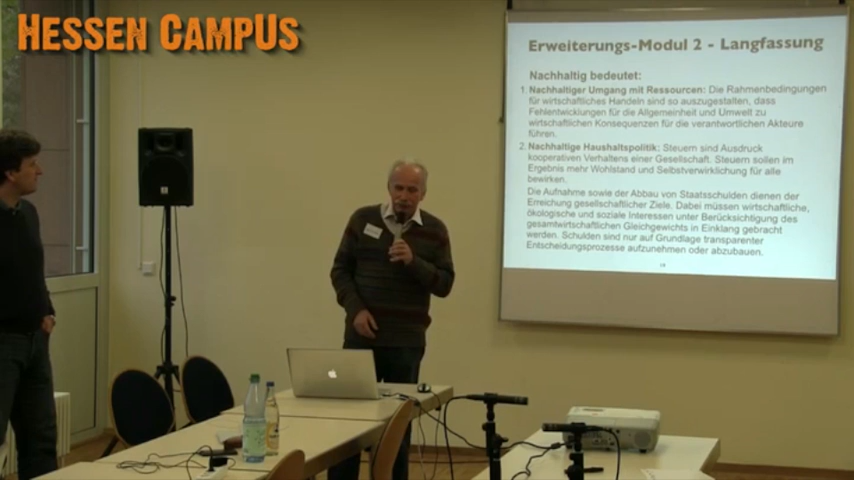 HESSEN CAMPUS
Erweiterungs-Modul 2 - Langfassung
Nachhaltig bedeutet:
1. Nachhaltiger Umgang mit Ressourcen: Die Rahmenbedingungen
für wirtschaftliches Handeln sind so auszugestalten, dass
Fehlentwicklungen für die Allgemeinheit und Umwelt zu
wirtschaftlichen Konsequenzen für die verantwortlichen Akteure
führen.
2. Nachhaltige Haushaltspolitik: Steuern sind Ausdruck
kooperativen Verhaltens einer Gesellschaft. Steuern sollen im
Ergebnis mehr Wohlstand und Selbstverwirklichung für alle
bewirken.
Die Aufnahme sowie der Abbau von Staatsschulden dienen der
Erreichung gesellschaftlicher Ziele. Dabei müssen wirtschaftliche,
ökologische und soziale Interessen unter Berücksichtigung des
gesamtwirtschaftlichen Gleichgewichts in Einklang gebracht
werden. Schulden sind nur auf Grundlage transparenter
Entscheidungsprozesse aufzunehmen oder abzubauen.